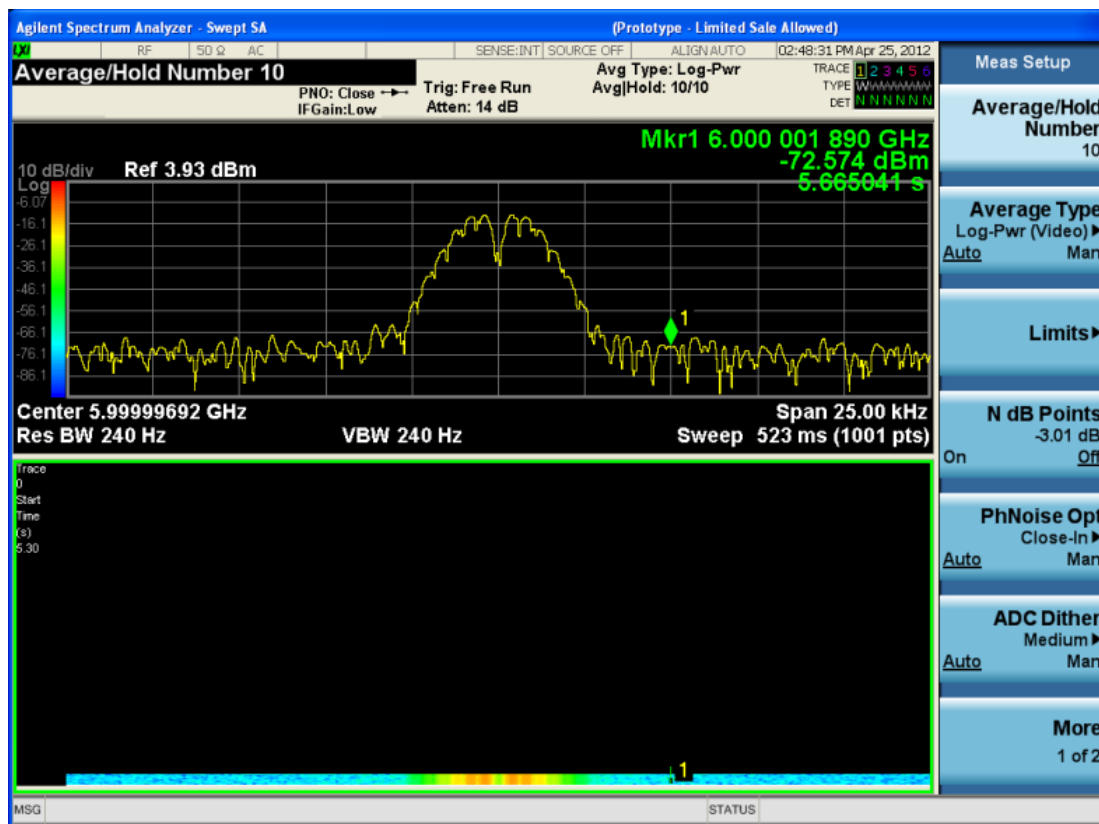 Agilent Spectrum Analyzer - Swept SA (Prototype - Limited Sale Allowed)
LXI RF 50 Ω AC SENSE:INT SOURCE OFF ALIGNAUTO 02:48:31 PM Apr 25, 2012
Average/Hold Number 10
PNO: Close
IFGain:Low
Trig: Free Run
Atten: 14 dB
Avg Type: Log-Pwr
Avg|Hold: 10/10
TRACE 1 2 3 4 5 6
TYPE WWWWWW
DET N N N N N N
Mkr1 6.000 001 890 GHz
-72.574 dBm
5.665041 s
10 dB/div Ref 3.93 dBm
Log
-6.07
-16.1
-26.1
-36.1
-46.1
-56.1
-66.1
-76.1
-86.1
1
Center 5.99999692 GHz Span 25.00 kHz
Res BW 240 Hz VBW 240 Hz Sweep 523 ms (1001 pts)
Trace
0
Start
Time
(s)
5.30
1
MSG STATUS
Meas Setup
Average/Hold
Number
10
Average Type
Log-Pwr (Video)
Auto Man
Limits
N dB Points
-3.01 dB
On Off
PhNoise Opt
Close-In
Auto Man
ADC Dither
Medium
Auto Man
More
1 of 2